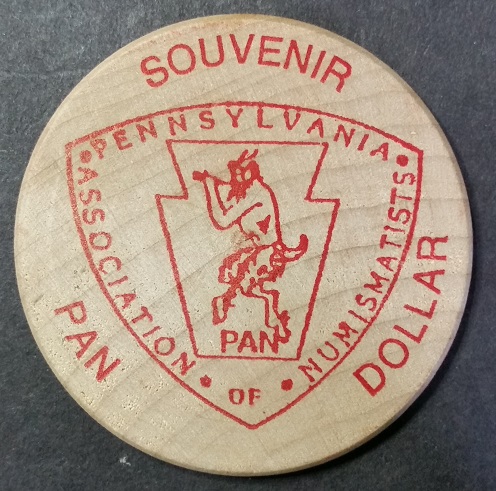 SOUVENIR
PENNSYLVANIA
ASSOCIATION OF NUMISMATISTS
PAN
PAN DOLLAR